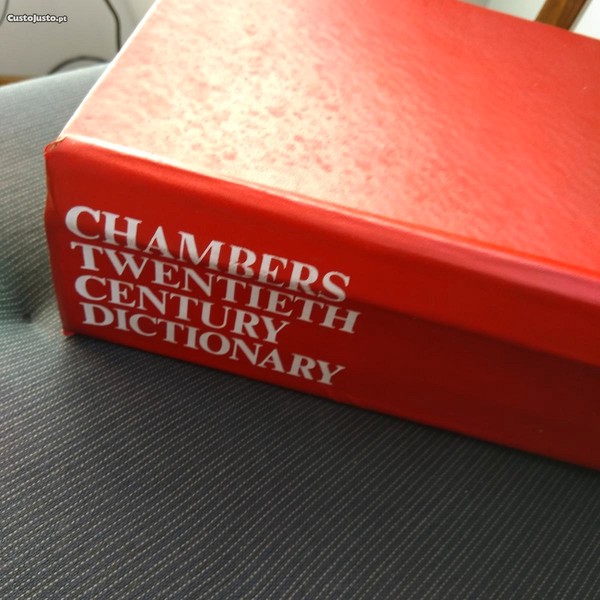 CustoJusto.pt
CHAMBERS
TWENTIETH
CENTURY
DICTIONARY